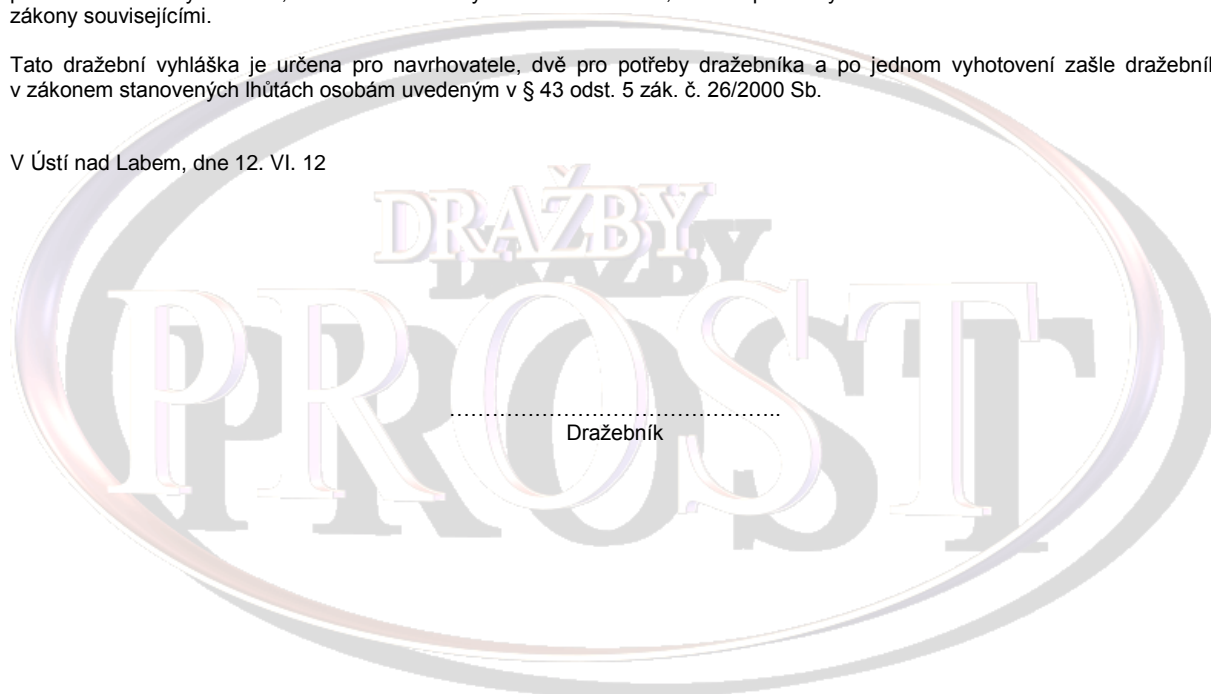 zákony souvisejícími.
Tato dražební vyhláška je určena pro navrhovatele, dvě pro potřeby dražebníka a po jednom vyhotovení zašle
v zákonem stanovených lhůtách osobám uvedeným v § 43 odst. 5 zák. č. 26/2000 Sb.
V Ústí nad Labem, dne 12. VI. 12
DRAŽBY
PROST
…………………………………………..
Dražebník